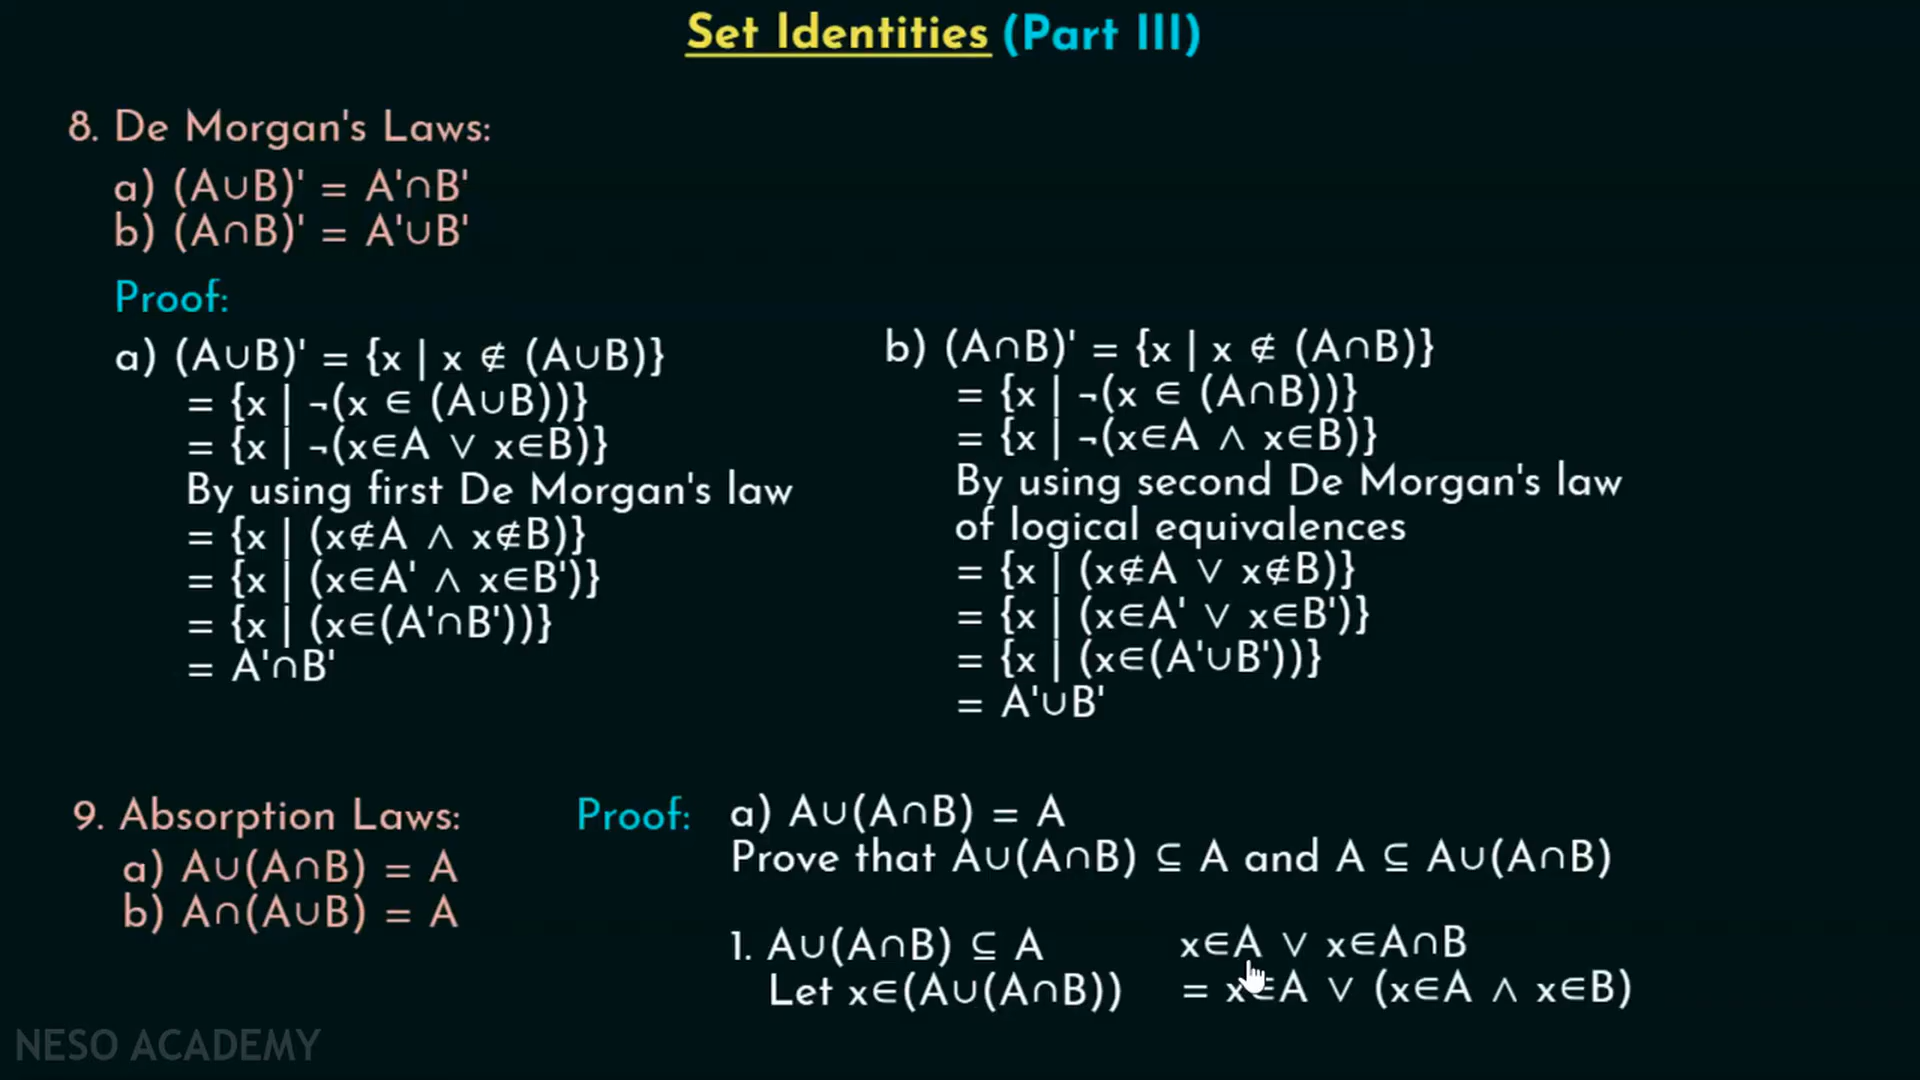 Set Identities (Part III)
8. De Morgan's Laws:
a) (A∪B)' = A'∩B'
b) (A∩B)' = A'∪B'
Proof:
a) (A∪B)' = {x | x ∉ (A∪B)}
= {x | ¬(x ∈ (A∪B))}
= {x | ¬(x∈A ∨ x∈B)}
By using first De Morgan's law
= {x | (x∉A ∧ x∉B)}
= {x | (x∈A' ∧ x∈B')}
= {x | (x∈(A'∩B'))}
= A'∩B'
b) (A∩B)' = {x | x ∉ (A∩B)}
= {x | ¬(x ∈ (A∩B))}
= {x | ¬(x∈A ∧ x∈B)}
By using second De Morgan's law
of logical equivalences
= {x | (x∉A ∨ x∉B)}
= {x | (x∈A' ∨ x∈B')}
= {x | (x∈(A'∪B'))}
= A'∪B'
9. Absorption Laws:
a) A∪(A∩B) = A
b) A∩(A∪B) = A
Proof:
a) A∪(A∩B) = A
Prove that A∪(A∩B) ⊆ A and A ⊆ A∪(A∩B)
1. A∪(A∩B) ⊆ A
Let x∈(A∪(A∩B))
x∈A ∨ x∈A∩B
= x∈A ∨ (x∈A ∧ x∈B)
NESO ACADEMY